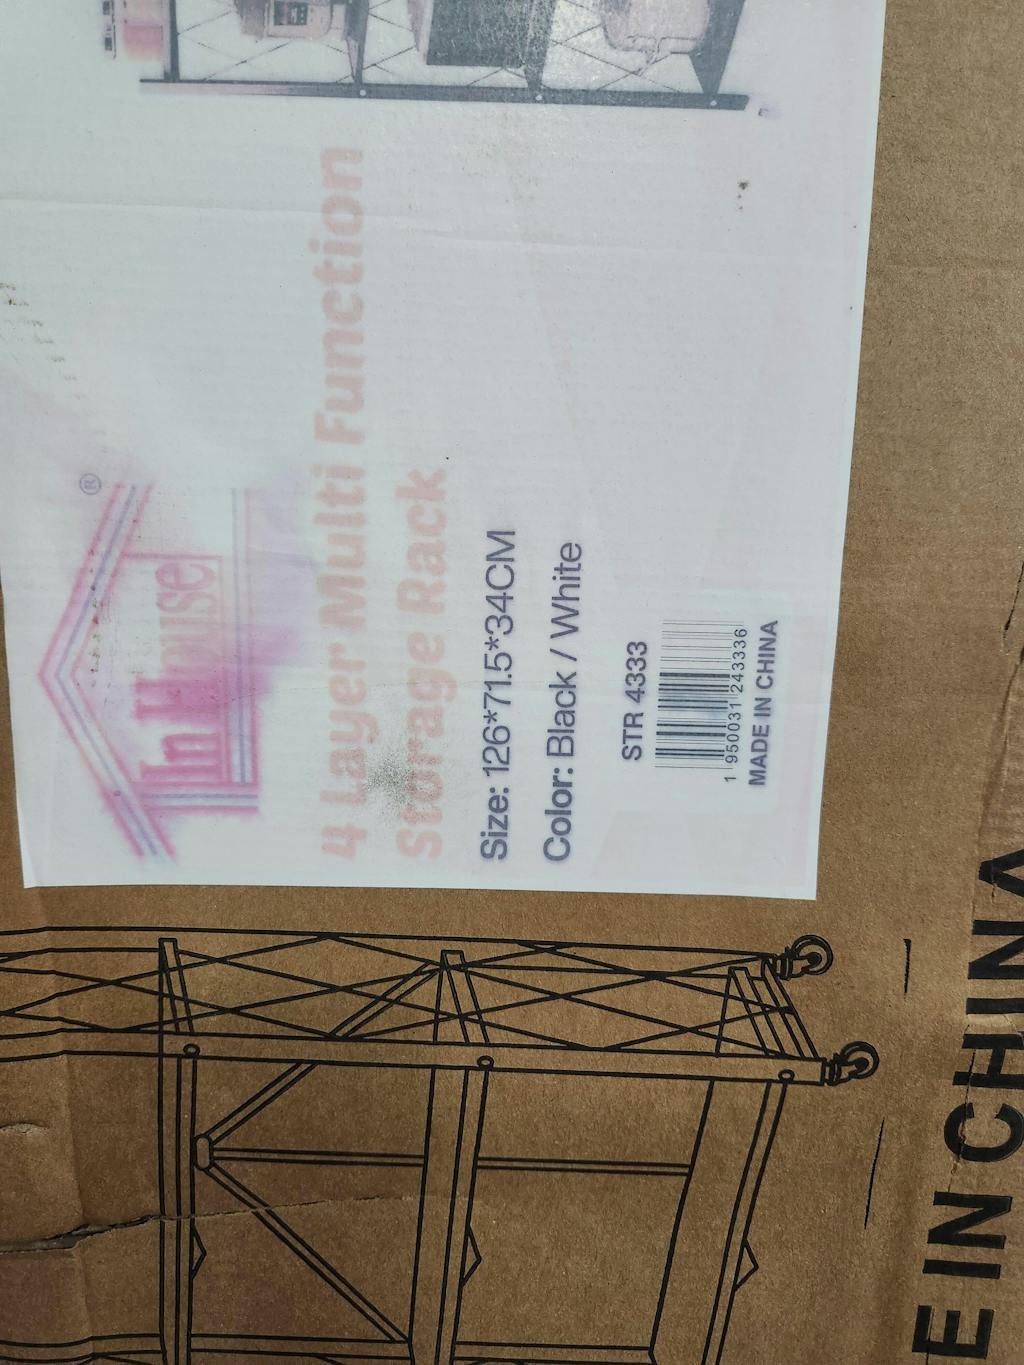 In House ®
4 Layer Multi Function
Storage Rack
Size: 126*71.5*34CM
Color: Black / White
STR 4333
1 950031 243336
MADE IN CHINA
E IN CHINA